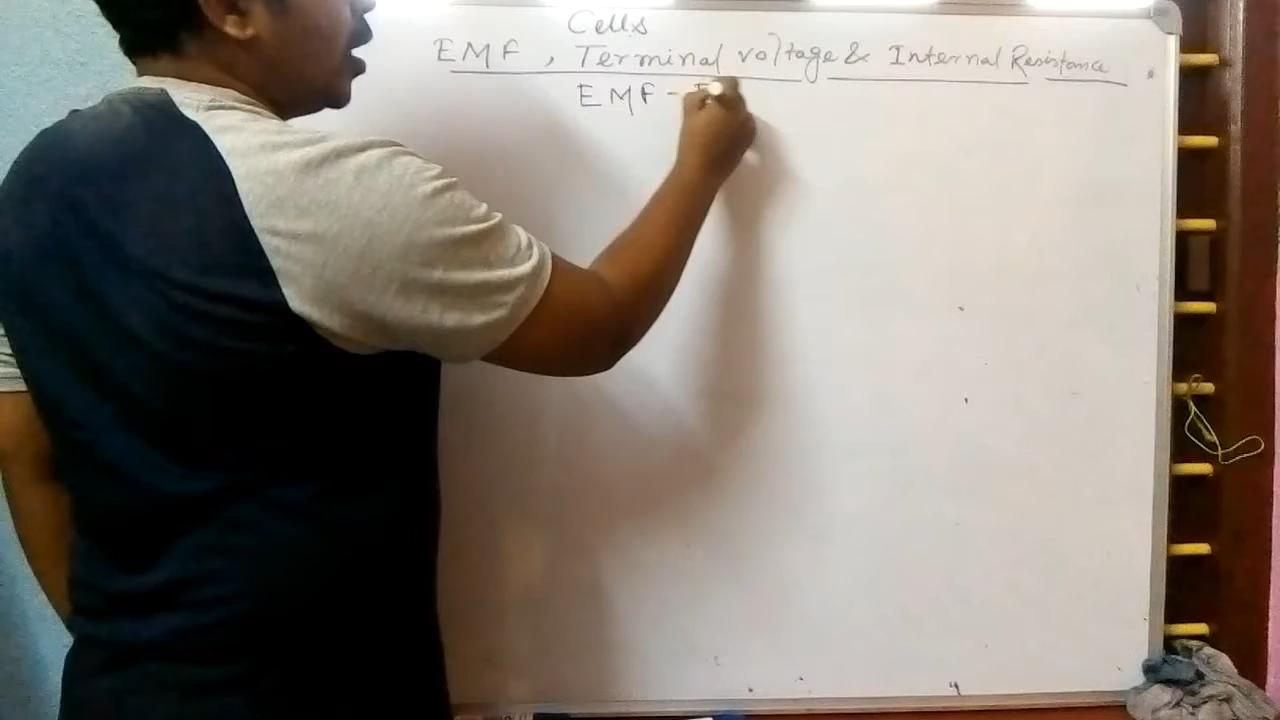 Cells
EMF , Terminal voltage & Internal Resistance
EMF -